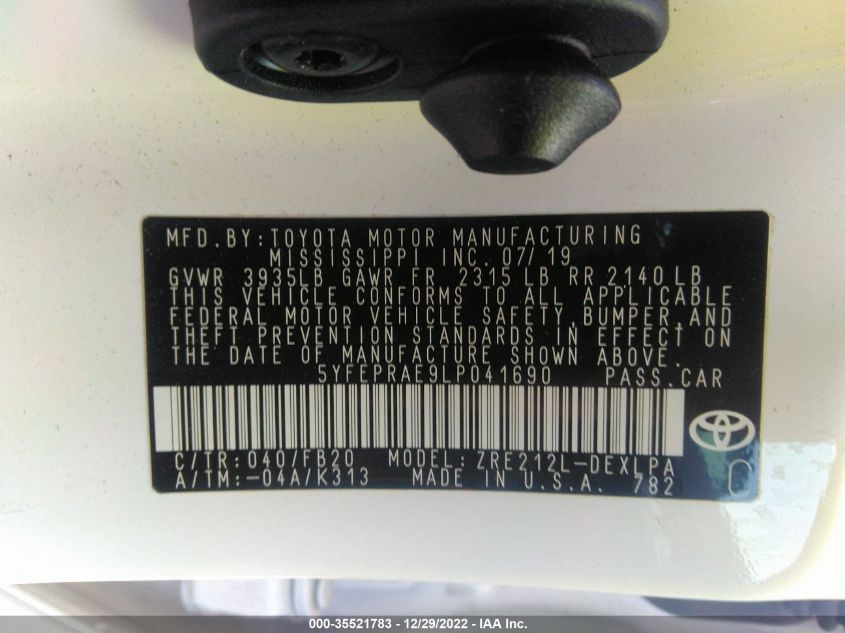 MFD.BY:TOYOTA MOTOR MANUFACTURING
MISSISSIPPI INC. 07/19
GVWR 3935LB GAWR FR 2315 LB RR 2140LB
THIS VEHICLE CONFORMS TO ALL APPLICABLE
FEDERAL MOTOR VEHICLE SAFETY, BUMPER, AND
THEFT PREVENTION STANDARDS IN EFFECT ON
THE DATE OF MANUFACTURE SHOWN ABOVE.
5YFEPRAE9LP041690 PASS.CAR
C/TR:040/FB20 MODEL:ZRE212L-DEXLPA
A/TM:-04A/K313 MADE IN U.S.A. 782
000-35521783 - 12/29/2022 - IAA Inc.